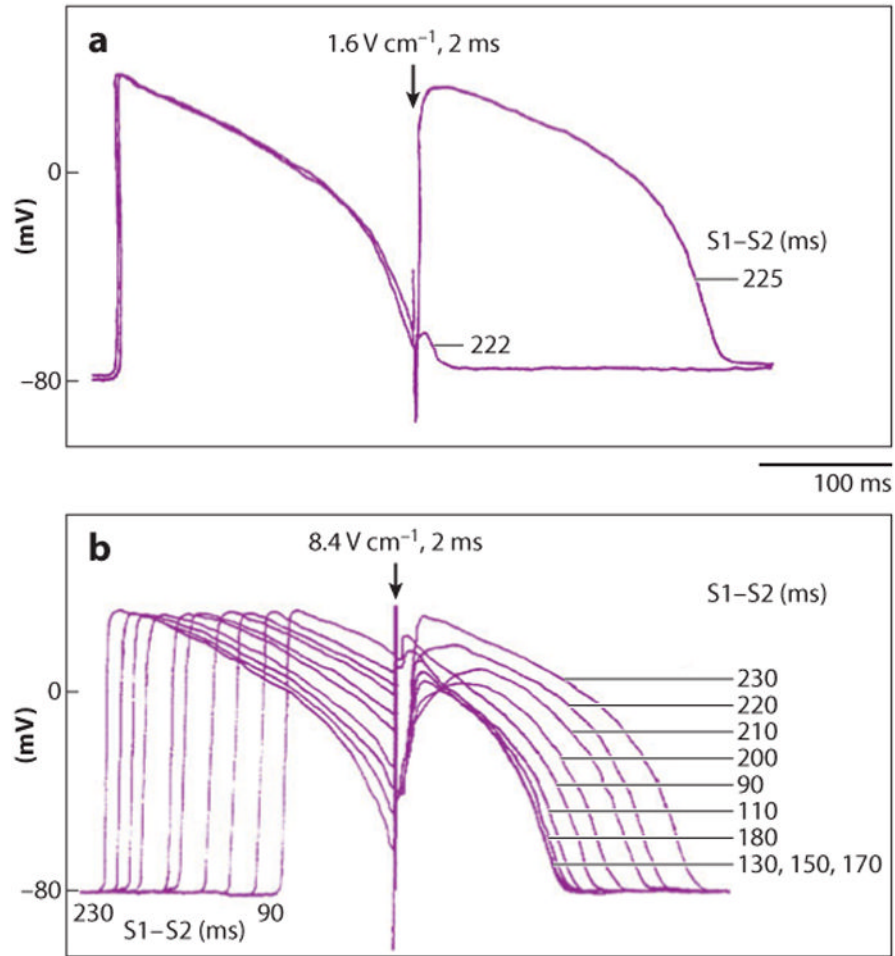 a
1.6 V cm⁻¹, 2 ms
0
(mV)
S1–S2 (ms)
225
222
–80
100 ms
b
8.4 V cm⁻¹, 2 ms
S1–S2 (ms)
0
(mV)
230
220
210
200
90
110
180
130, 150, 170
–80
230 90
S1–S2 (ms)